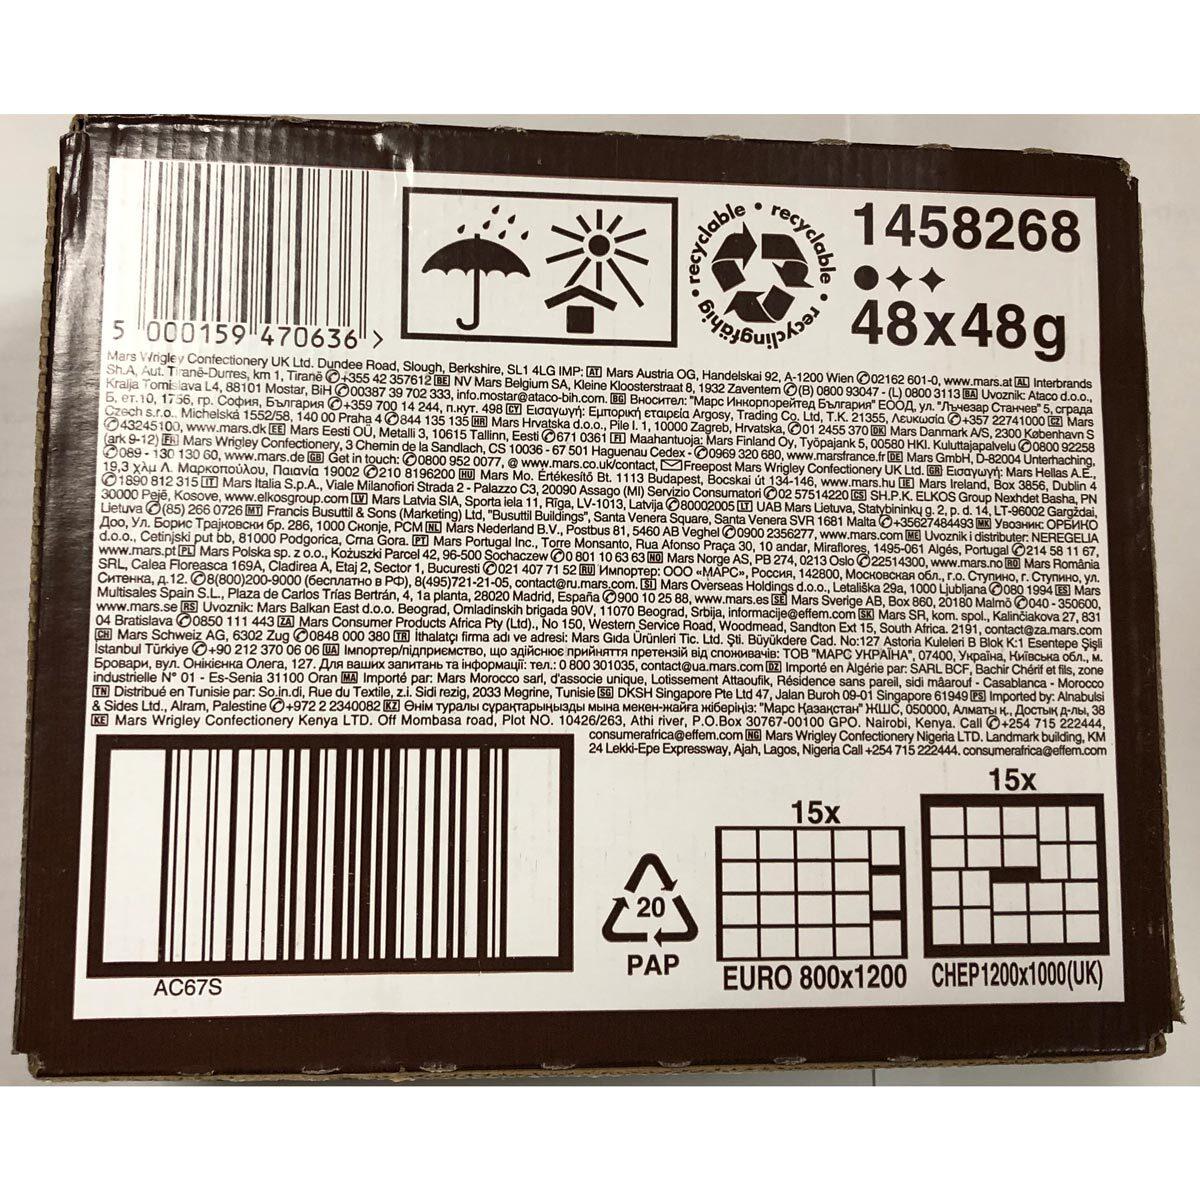 recyclable • recyclable • recyclingfähig •
1458268
48x48g
5 000159 470636 >
Mars Wrigley Confectionery UK Ltd. Dundee Road, Slough, Berkshire, SL1 4LG IMP: AT Mars Austria OG, Handelskai 92, A-1200 Wien ✆02162 601-0, www.mars.at AL Interbrands
Sh.A, Aut. Tiranë-Durres, km 1, Tiranë ✆+355 42 357612 BE NV Mars Belgium SA, Kleine Kloosterstraat 8, 1932 Zaventem ✆(B) 0800 93047 - (L) 0800 3113 BA Uvoznik: Ataco d.o.o.,
Kralja Tomislava L4, 88101 Mostar, BiH ✆00387 39 702 333, info.mostar@ataco-bih.com. BG Вносител: "Марс Инкорпорейтед България" ЕООД, ул. "Лъчезар Станчев" 5, сграда
Б, ет.10, 1756, гр. София, България ✆+359 700 14 244, п.кут. 498 CY Εισαγωγή: Εμπορική εταιρεία Argosy, Trading Co, Ltd, Τ.Κ. 21355, Λευκωσία ✆+357 22741000 CZ Mars
Czech s.r.o., Michelská 1552/58, 140 00 Praha 4 ✆844 135 135 HR Mars Hrvatska d.o.o., Pile I. 1, 10000 Zagreb, Hrvatska, ✆01 2455 370 DK Mars Danmark A/S, 2300 København S
✆43245100, www.mars.dk EE Mars Eesti OÜ, Metalli 3, 10615 Tallinn, Eesti ✆671 0361 FI Maahantuoja: Mars Finland Oy, Työpajank 5, 00580 HKI. Kuluttajapalvelu ✆0800 92258
(ark 9-12) FR Mars Wrigley Confectionery, 3 Chemin de la Sandlach, CS 10036 - 67 501 Haguenau Cedex - ✆0969 320 680, www.marsfrance.fr DE Mars GmbH, D-82004 Unterhaching,
✆089 - 130 130 60, www.mars.de GB Get in touch: ✆0800 952 0077, @ www.mars.co.uk/contact, ✉Freepost Mars Wrigley Confectionery UK Ltd. GR Εισαγωγή: Mars Hellas A.E.,
19,3 χλμ Λ. Μαρκοπούλου, Παιανία 19002 ✆210 8196200 HU Mars Mo. Értékesítő Bt. 1113 Budapest, Bocskai út 134-146, www.mars.hu IE Mars Ireland, Box 3856, Dublin 4
✆1890 812 315 IT Mars Italia S.p.A., Viale Milanofiori Strada 2 - Palazzo C3, 20090 Assago (MI) Servizio Consumatori ✆02 57514220 CS SH.P.K. ELKOS Group Nexhdet Basha, PN
30000 Pejë, Kosove, www.elkosgroup.com LV Mars Latvia SIA, Sporta iela 11, Rīga, LV-1013, Latvija ✆80002005 LT UAB Mars Lietuva, Statybininkų g. 2, p. d. 14, LT-96002 Gargždai,
Lietuva ✆(85) 266 0726 MT Francis Busuttil & Sons (Marketing) Ltd, "Busuttil Buildings", Santa Venera Square, Santa Venera SVR 1681 Malta ✆+35627484493 MK Увозник: ОРБИКО
Доо, Ул. Борис Трајковски бр. 286, 1000 Скопје, РСМ NL Mars Nederland B.V., Postbus 81, 5460 AB Veghel ✆0900 2356277, www.mars.com ME Uvoznik i distributer: NEREGELIA
d.o.o., Cetinjski put bb, 81000 Podgorica, Crna Gora. PT Mars Portugal Inc., Torre Monsanto, Rua Afonso Praça 30, 10 andar, Miraflores, 1495-061 Algés, Portugal ✆214 58 11 67,
www.mars.pt PL Mars Polska sp. z o.o., Kożuszki Parcel 42, 96-500 Sochaczew ✆0 801 10 63 63 NO Mars Norge AS, PB 274, 0213 Oslo ✆22514300, www.mars.no RO Mars România
SRL, Calea Floreasca 169A, Cladirea A, Etaj 2, Sector 1, Bucuresti ✆021 407 71 52 RU Импортер: ООО «МАРС», Россия, 142800, Московская обл., г.о. Ступино, г. Ступино, ул.
Ситенка, д.12. ✆8(800)200-9000 (бесплатно в РФ), 8(495)721-21-05, contact@ru.mars.com. SI Mars Overseas Holdings d.o.o., Letališka 29a, 1000 Ljubljana ✆080 1994 ES Mars
Multisales Spain S.L., Plaza de Carlos Trías Bertrán, 4, 1a planta, 28020 Madrid, España ✆900 10 25 88, www.mars.es SE Mars Sverige AB, Box 860, 20180 Malmö ✆040 - 350600,
www.mars.se RS Uvoznik: Mars Balkan East d.o.o. Beograd, Omladinskih brigada 90V, 11070 Beograd, Srbija, informacije@effem.com SK Mars SR, kom. spol., Kalinčiakova 27, 831
04 Bratislava ✆0850 111 443 ZA Mars Consumer Products Africa Pty (Ltd)., No 150, Western Service Road, Woodmead, Sandton Ext 15, South Africa. 2191, contact@za.mars.com
CH Mars Schweiz AG, 6302 Zug ✆0848 000 380 TR İthalatçı firma adı ve adresi: Mars Gıda Ürünleri Tic. Ltd. Şti. Büyükdere Cad. No:127 Astoria Kuleleri B Blok K:1 Esentepe Şişli
İstanbul Türkiye ✆+90 212 370 06 06 UA Імпортер/підприємство, що здійснює прийняття претензій від споживачів: ТОВ "МАРС УКРАЇНА", 07400, Україна, Київська обл., м.
Бровари, вул. Онікієнка Олега, 127. Для ваших запитань та інформації: тел.: 0 800 301035, contact@ua.mars.com DZ Importé en Algérie par: SARL BCF, Bachir Chérif et fils, zone
industrielle N° 01 - Es-Senia 31100 Oran MA Importé par: Mars Morocco sarl, d'associe unique, Lotissement Attaoufik, Résidence sans pareil, sidi mâarouf - Casablanca - Morocco
TN Distribué en Tunisie par: So.in.di, Rue du Textile, z.i. Sidi rezig, 2033 Megrine, Tunisie SG DKSH Singapore Pte Ltd 47, Jalan Buroh 09-01 Singapore 61949 PS Imported by: Alnabulsi
& Sides Ltd., Alram, Palestine ✆+972 2 2340082 KZ Өнім туралы сұрақтарыңызды мына мекен-жайға жіберіңіз: "Марс Қазақстан" ЖШС, 050000, Алматы қ., Достық д-лы, 38
KE Mars Wrigley Confectionery Kenya LTD. Off Mombasa road, Plot NO. 10426/263, Athi river, P.O.Box 30767-00100 GPO. Nairobi, Kenya. Call ✆+254 715 222444,
consumerafrica@effem.com NG Mars Wrigley Confectionery Nigeria LTD. Landmark building, KM
24 Lekki-Epe Expressway, Ajah, Lagos, Nigeria Call +254 715 222444. consumerafrica@effem.com
AC67S
20
PAP
15x
EURO 800x1200
15x
CHEP1200x1000(UK)